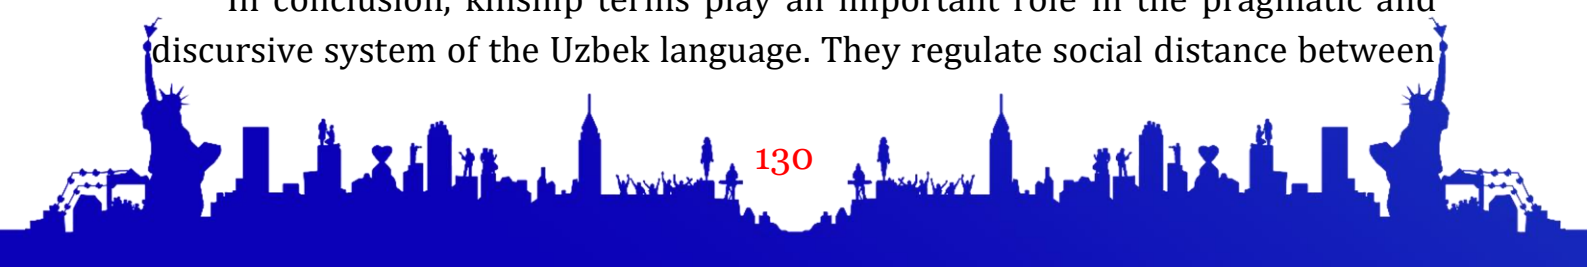 In conclusion, kinship terms play an important role in the pragmatic and
discursive system of the Uzbek language. They regulate social distance between
130